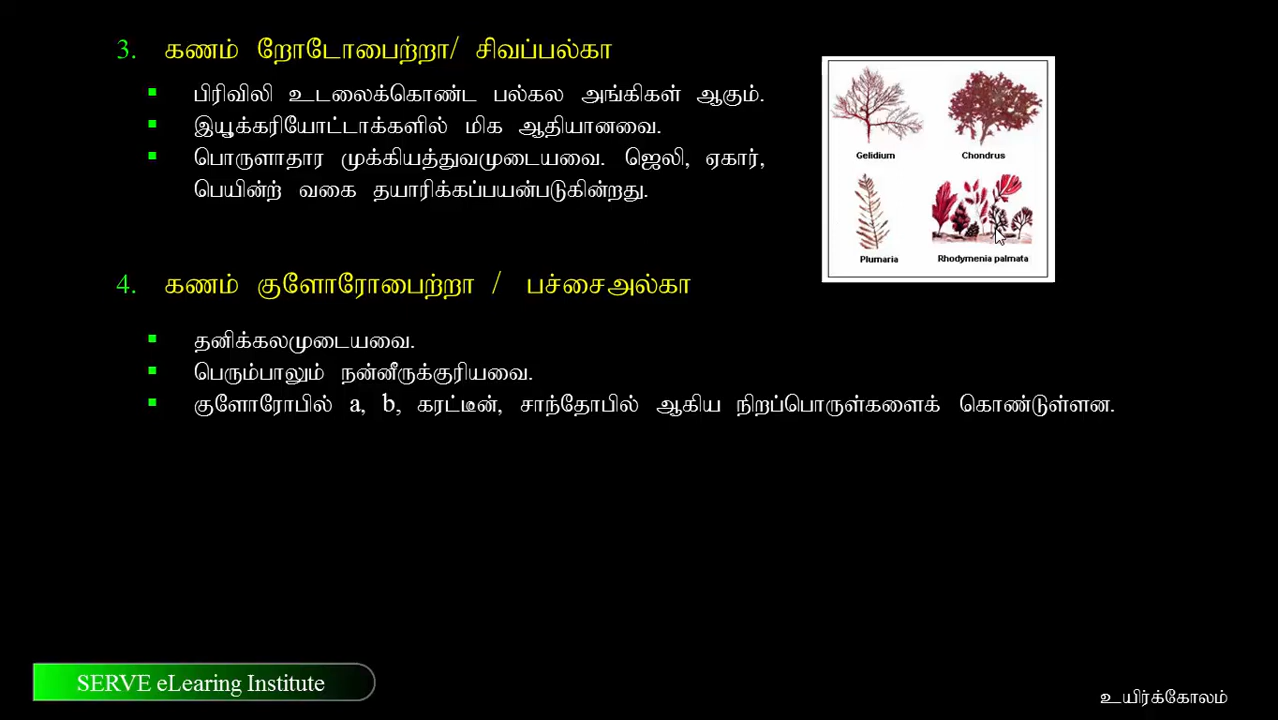 3. கணம் றோடோபைற்றா/ சிவப்பல்கா
▪ பிரிவிலி உடலைக்கொண்ட பல்கல அங்கிகள் ஆகும்.
▪ இயூக்கரியோட்டாக்களில் மிக ஆதியானவை.
▪ பொருளாதார முக்கியத்துவமுடையவை. ஜெலி, ஏகார்,
பெயின்ற் வகை தயாரிக்கப்பயன்படுகின்றது.
Gelidium
Chondrus
Plumaria
Rhodymenia palmata
4. கணம் குளோரோபைற்றா / பச்சைஅல்கா
▪ தனிக்கலமுடையவை.
▪ பெரும்பாலும் நன்னீருக்குரியவை.
▪ குளோரோபில் a, b, கரட்டீன், சாந்தோபில் ஆகிய நிறப்பொருள்களைக் கொண்டுள்ளன.
SERVE eLearing Institute
உயிர்க்கோலம்